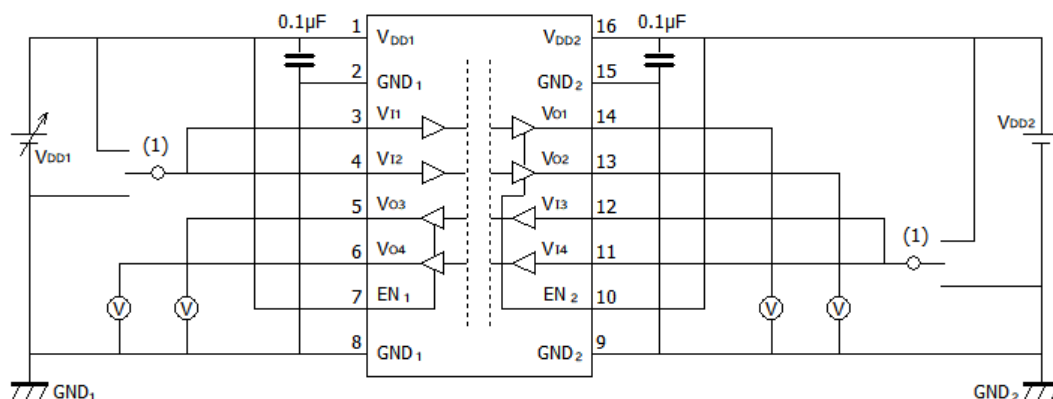 0.1µF 1 VDD1 VDD2 16 0.1µF
2 GND1 GND2 15
3 VI1 VO1 14
VDD1 (1) 4 VI2 VO2 13 VDD2
5 VO3 VI3 12
6 VO4 VI4 11 (1)
V V 7 EN1 EN2 10 V V
8 GND1 GND2 9
GND1 GND2